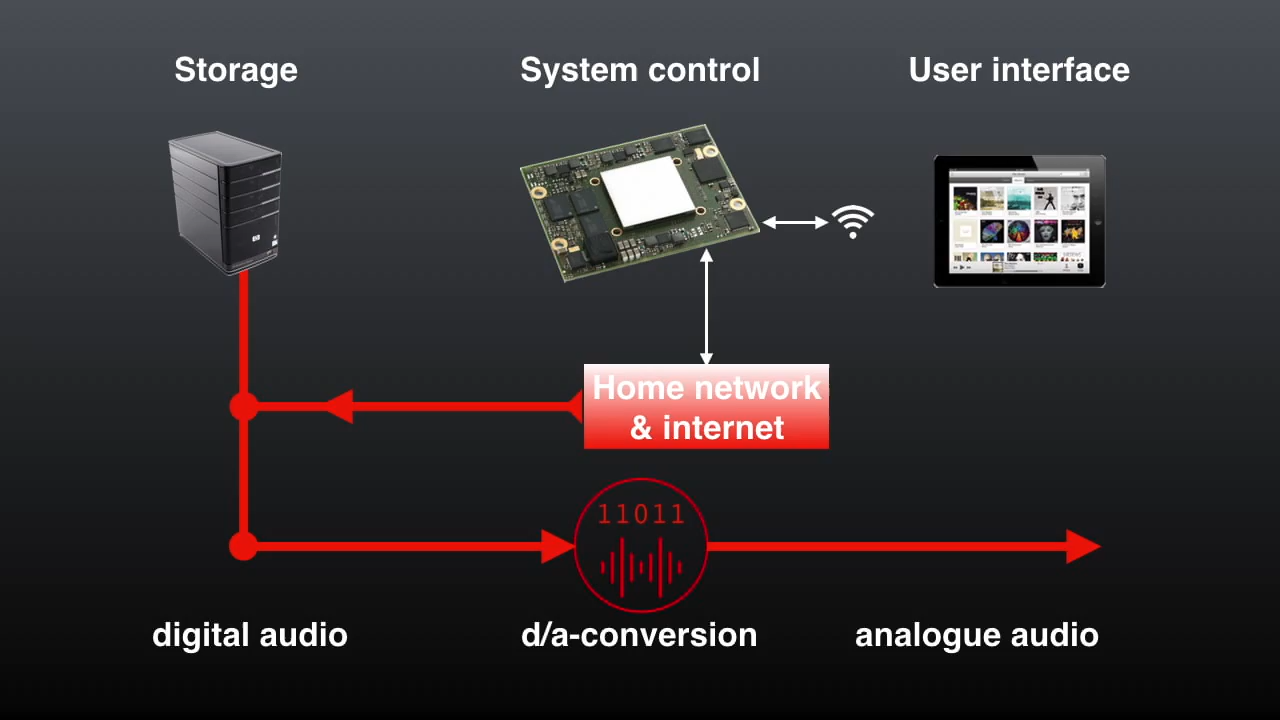 Storage
System control
User interface
Home network
& internet
11011
digital audio
d/a-conversion
analogue audio